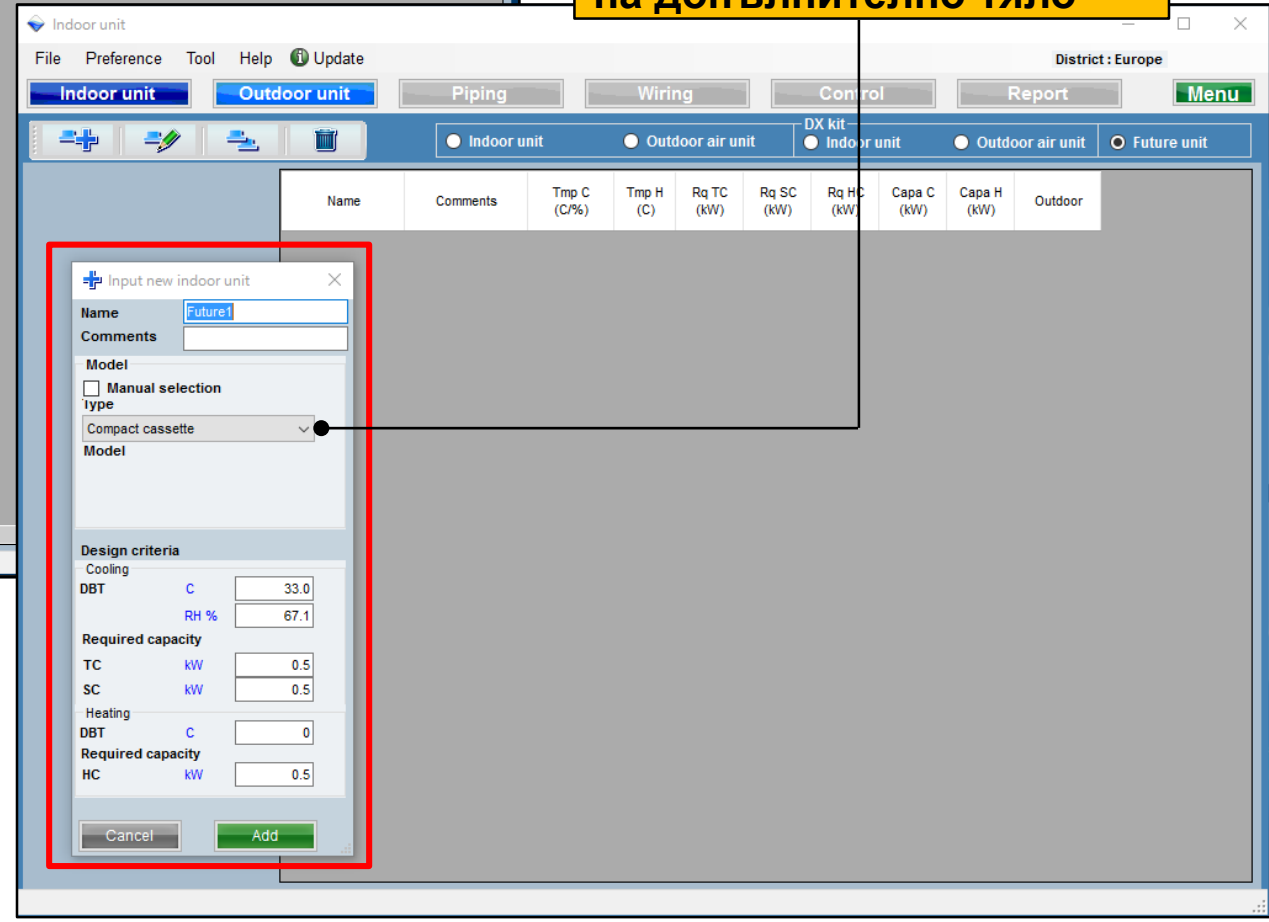 на допълнително тяло
Indoor unit
File Preference Tool Help Update District : Europe
Indoor unit Outdoor unit Piping Wiring Control Report Menu
DX kit
Indoor unit Outdoor air unit Indoor unit Outdoor air unit Future unit
Name Comments Tmp C (C/%) Tmp H (C) Rq TC (kW) Rq SC (kW) Rq HC (kW) Capa C (kW) Capa H (kW) Outdoor
Input new indoor unit
Name Future1
Comments
Model
Manual selection
Type
Compact cassette
Model
Design criteria
Cooling
DBT C 33.0
RH % 67.1
Required capacity
TC kW 0.5
SC kW 0.5
Heating
DBT C 0
Required capacity
HC kW 0.5
Cancel Add